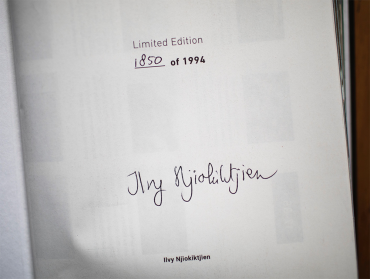 Limited Edition
1850 of 1994
Ilvy Njiokiktjien
Ilvy Njiokiktjien